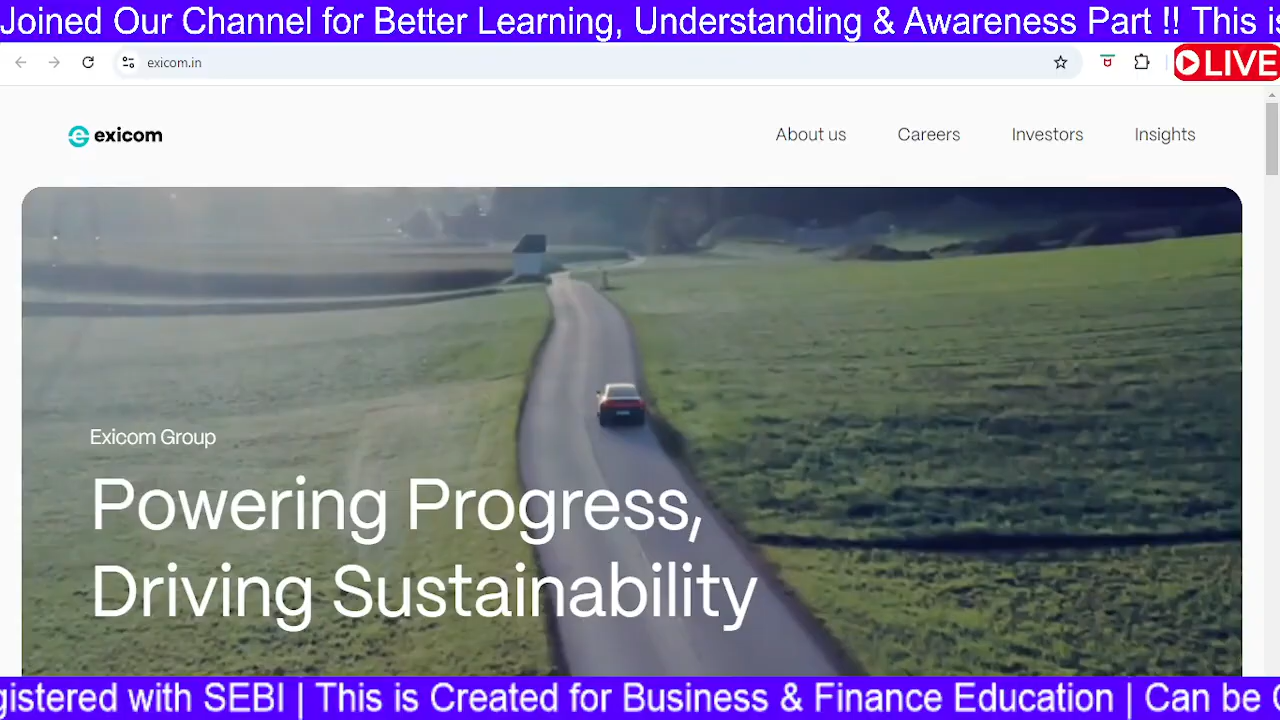 Joined Our Channel for Better Learning, Understanding & Awareness Part !! This is
exicom.in
LIVE
exicom
About us
Careers
Investors
Insights
Exicom Group
Powering Progress,
Driving Sustainability
gistered with SEBI | This is Created for Business & Finance Education | Can be